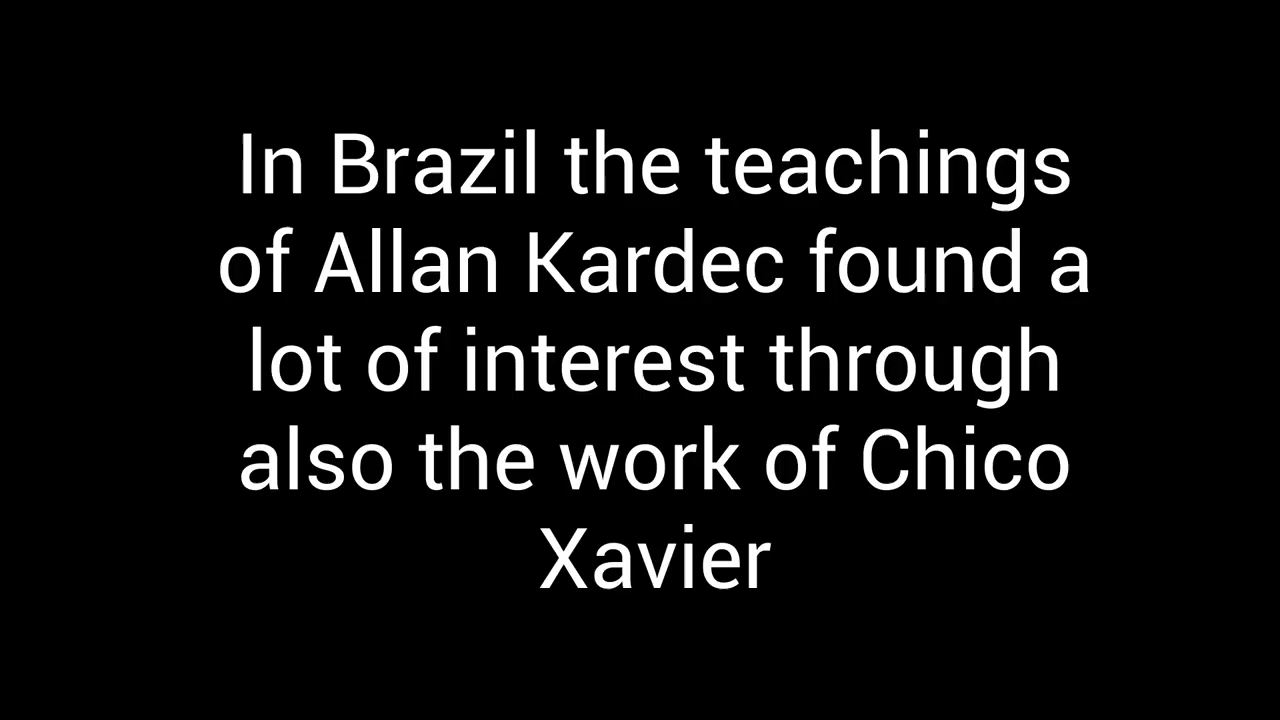 In Brazil the teachings
of Allan Kardec found a
lot of interest through
also the work of Chico
Xavier